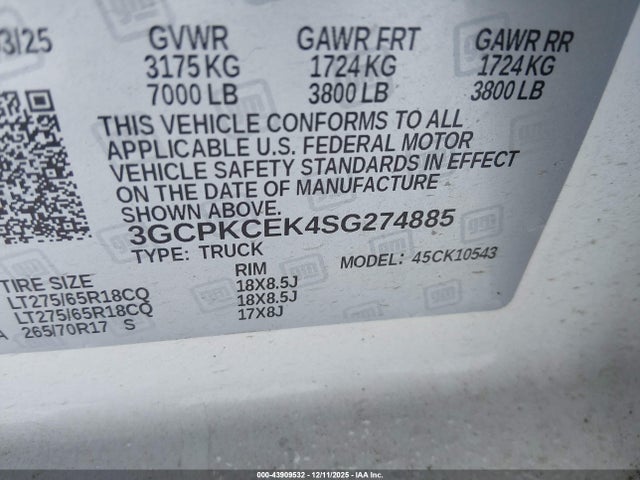 03/25 GVWR GAWR FRT GAWR RR
3175 KG 1724 KG 1724 KG
7000 LB 3800 LB 3800 LB
THIS VEHICLE CONFORMS TO ALL
APPLICABLE U.S. FEDERAL MOTOR
VEHICLE SAFETY STANDARDS IN EFFECT
ON THE DATE OF MANUFACTURE
SHOWN ABOVE.
3GCPKCEK4SG274885
TYPE: TRUCK MODEL: 45CK10543
TIRE SIZE RIM
LT275/65R18CQ 18X8.5J
LT275/65R18CQ 18X8.5J
265/70R17 S 17X8J
000-43909532 - 12/11/2025 - IAA Inc.